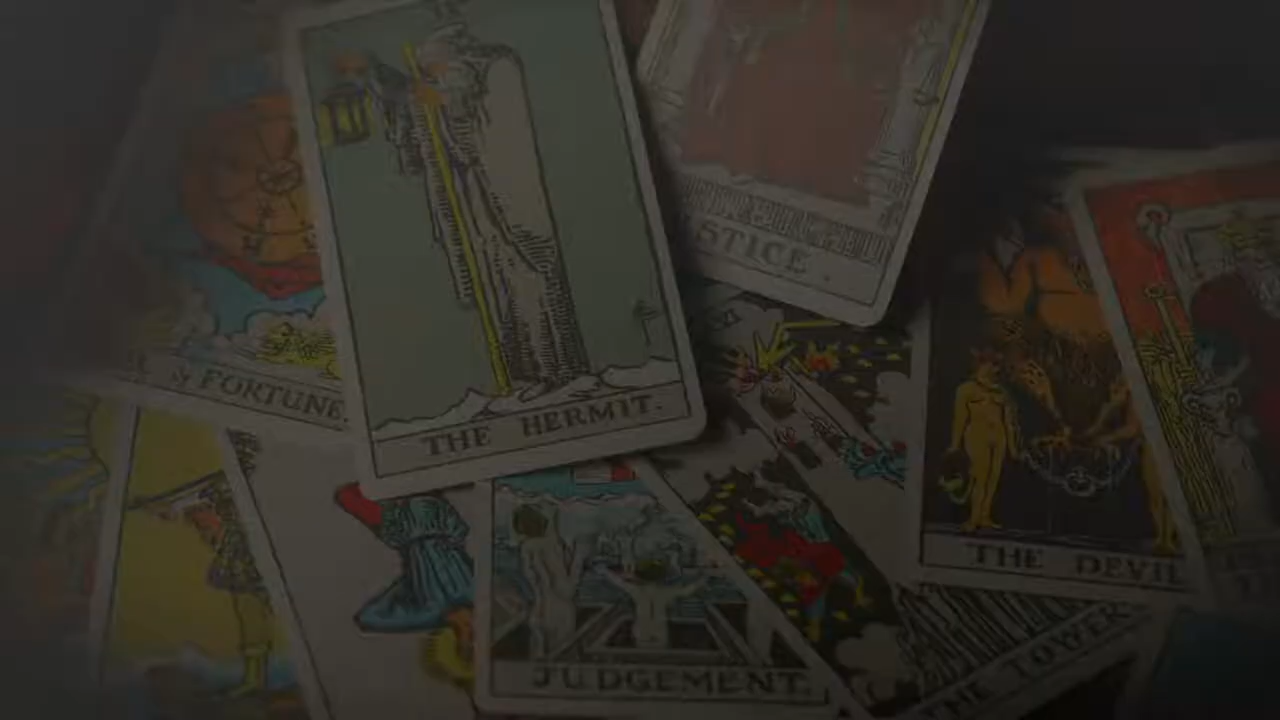 & FORTUNE.
THE HERMIT.
STICE.
THE DEVIL
JUDGEMENT.
THE TOWER.